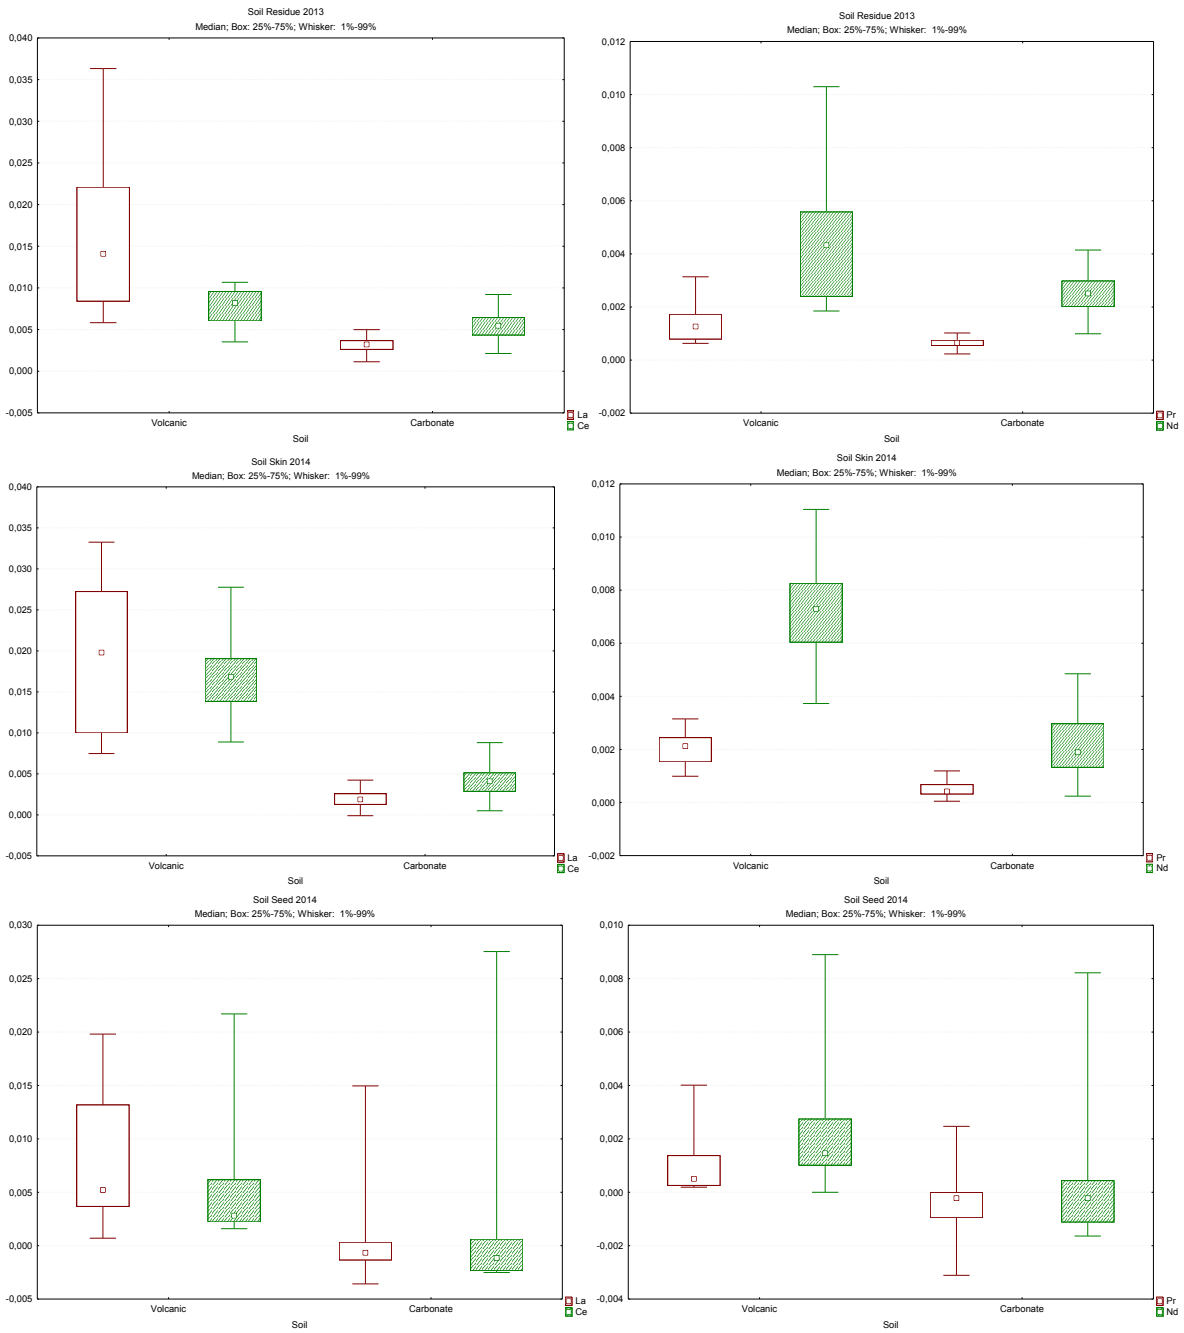 Soil Residue 2013
Median; Box: 25%-75%; Whisker: 1%-99%
0,040
0,035
0,030
0,025
0,020
0,015
0,010
0,005
0,000
-0,005
Volcanic Carbonate
Soil
La
Ce
Soil Residue 2013
Median; Box: 25%-75%; Whisker: 1%-99%
0,012
0,010
0,008
0,006
0,004
0,002
0,000
-0,002
Volcanic Carbonate
Soil
Pr
Nd
Soil Skin 2014
Median; Box: 25%-75%; Whisker: 1%-99%
0,040
0,035
0,030
0,025
0,020
0,015
0,010
0,005
0,000
-0,005
Volcanic Carbonate
Soil
La
Ce
Soil Skin 2014
Median; Box: 25%-75%; Whisker: 1%-99%
0,012
0,010
0,008
0,006
0,004
0,002
0,000
-0,002
Volcanic Carbonate
Soil
Pr
Nd
Soil Seed 2014
Median; Box: 25%-75%; Whisker: 1%-99%
0,030
0,025
0,020
0,015
0,010
0,005
0,000
-0,005
Volcanic Carbonate
Soil
La
Ce
Soil Seed 2014
Median; Box: 25%-75%; Whisker: 1%-99%
0,010
0,008
0,006
0,004
0,002
0,000
-0,002
-0,004
Volcanic Carbonate
Soil
Pr
Nd